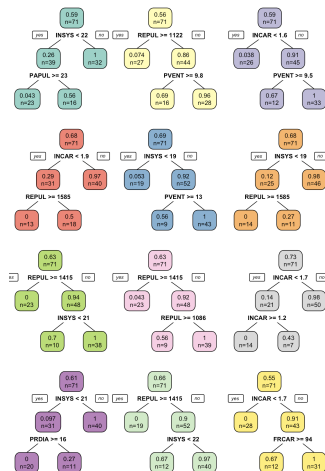 0.59 0.56 0.59
n=71 n=71 n=71
yes INSYS < 22 no yes REPUL >= 1122 no yes INCAR < 1.6 no
0.26 1 0.074 0.86 0.038 0.91
n=39 n=32 n=27 n=44 n=26 n=45
PAPUL >= 23 PVENT >= 9.8 PVENT >= 9.5
0.043 0.56 0.69 0.96 0.67 1
n=23 n=16 n=16 n=28 n=12 n=33
0.68 0.69 0.68
n=71 n=71 n=71
yes INCAR < 1.9 no yes INSYS < 19 no yes INSYS < 19 no
0.29 0.97 0.053 0.92 0.12 0.98
n=31 n=40 n=19 n=52 n=25 n=46
REPUL >= 1585 PVENT >= 13 REPUL >= 1585
0 0.5 0.56 1 0 0.27
n=13 n=18 n=9 n=43 n=14 n=11
0.63 0.63 0.73
n=71 n=71 n=71
es REPUL >= 1415 no yes REPUL >= 1415 no yes INCAR < 1.7 no
0 0.94 0.043 0.92 0.14 0.98
n=23 n=48 n=23 n=48 n=21 n=50
INSYS < 21 REPUL >= 1086 INCAR >= 1.2
0.7 1 0.56 1 0 0.43
n=10 n=38 n=9 n=39 n=14 n=7
0.61 0.66 0.55
n=71 n=71 n=71
yes INSYS < 21 no yes REPUL >= 1415 no yes INCAR < 1.7 no
0.097 1 0 0.9 0 0.91
n=31 n=40 n=19 n=52 n=28 n=43
PRDIA >= 16 INSYS < 22 FRCAR >= 94
0 0.27 0.67 0.97 0.67 1
n=20 n=11 n=12 n=40 n=12 n=31